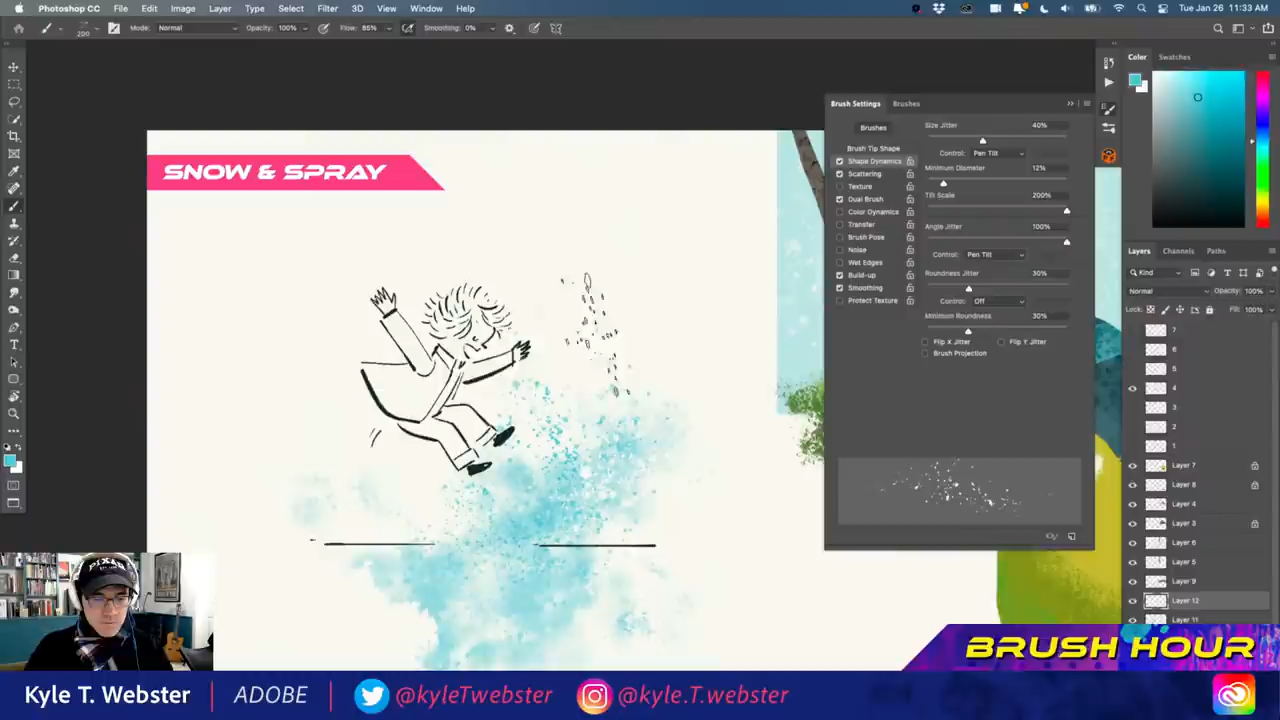 Photoshop CC File Edit Image Layer Type Select Filter 3D View Window Help Tue Jan 26 11:33 AM
200 Mode: Normal Opacity: 100% Flow: 85% Smoothing: 0%
Color Swatches
Brush Settings Brushes
Brushes
Brush Tip Shape
Shape Dynamics
Scattering
Texture
Dual Brush
Color Dynamics
Transfer
Brush Pose
Noise
Wet Edges
Build-up
Smoothing
Protect Texture
Size Jitter 40%
Control: Pen Tilt
Minimum Diameter 12%
Tilt Scale 200%
Angle Jitter 100%
Control: Pen Tilt
Roundness Jitter 30%
Control: Off
Minimum Roundness 30%
Flip X Jitter Flip Y Jitter
Brush Projection
SNOW & SPRAY
Layers Channels Paths
Kind
Normal Opacity: 100%
Lock: Fill: 100%
7
6
5
4
3
2
1
Layer 7
Layer 8
Layer 4
Layer 3
Layer 6
Layer 5
Layer 9
Layer 12
Layer 11
PIXAR
BRUSH HOUR
Kyle T. Webster | ADOBE | @kyleTwebster @kyle.T.webster